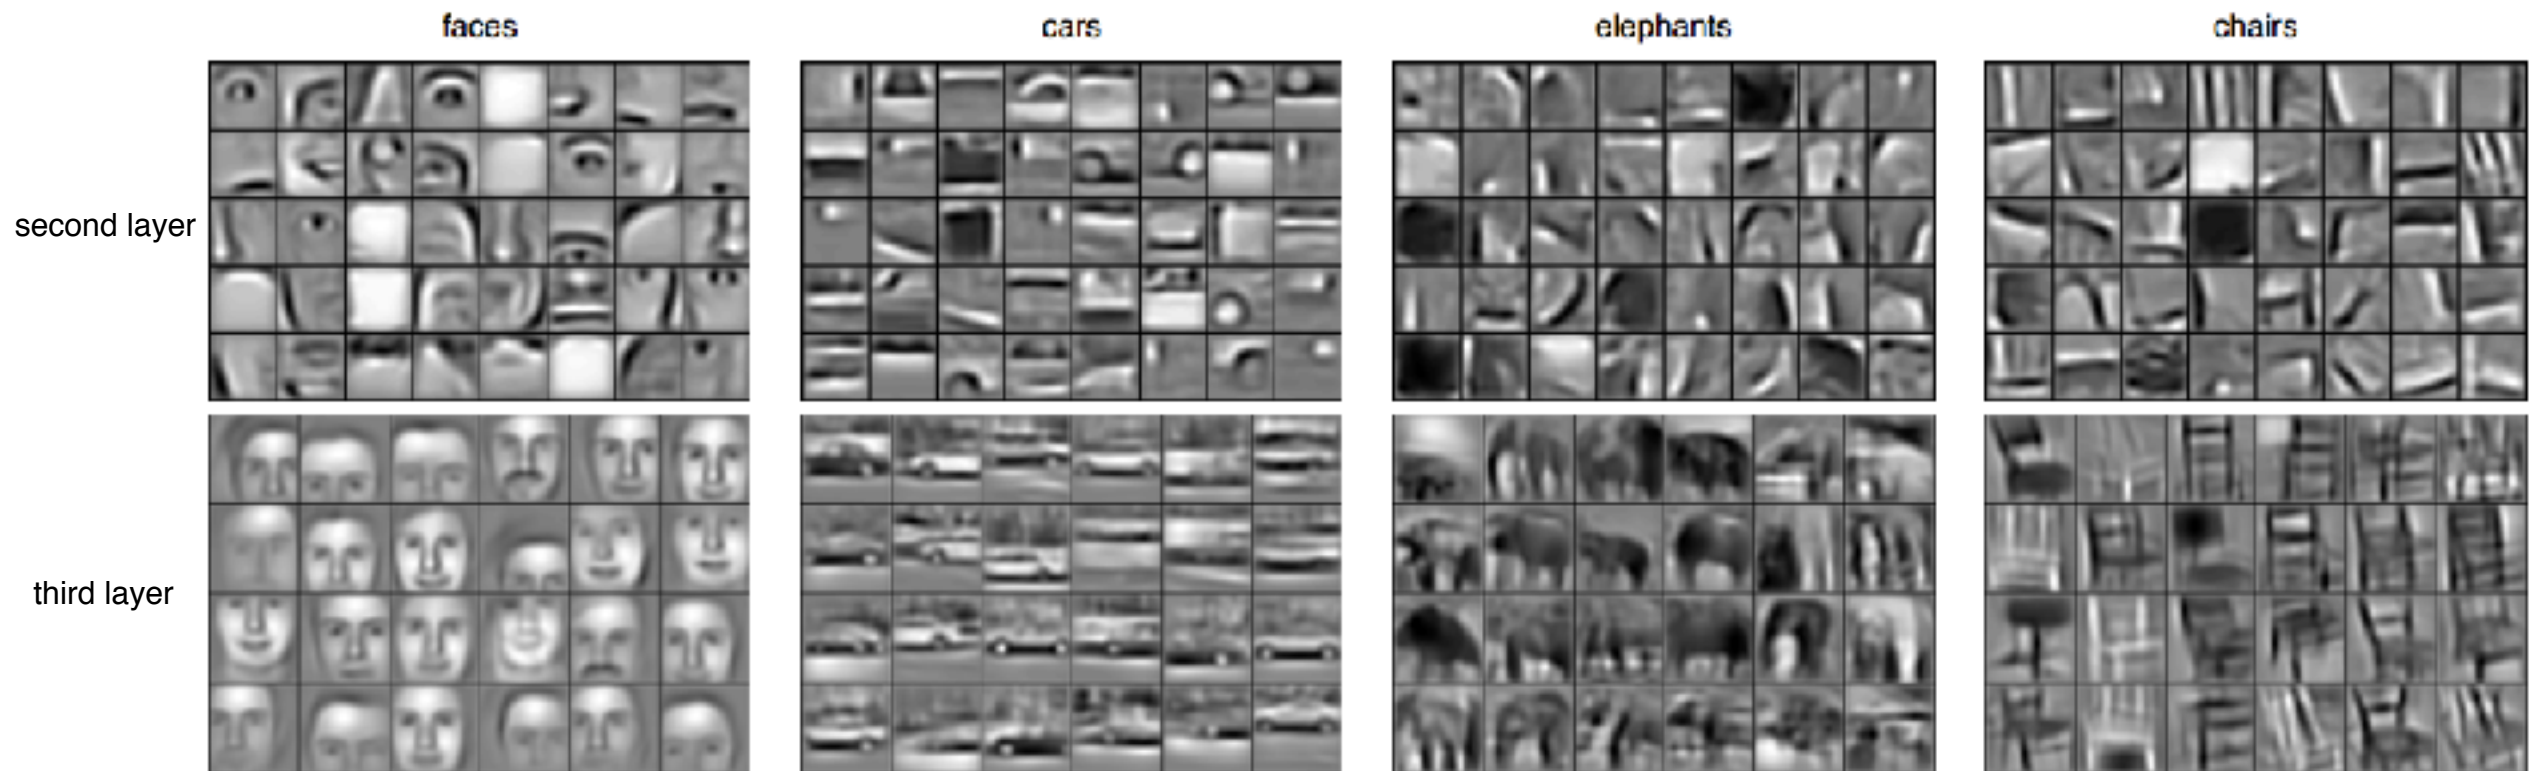 faces
cars
elephants
chairs
second layer
third layer